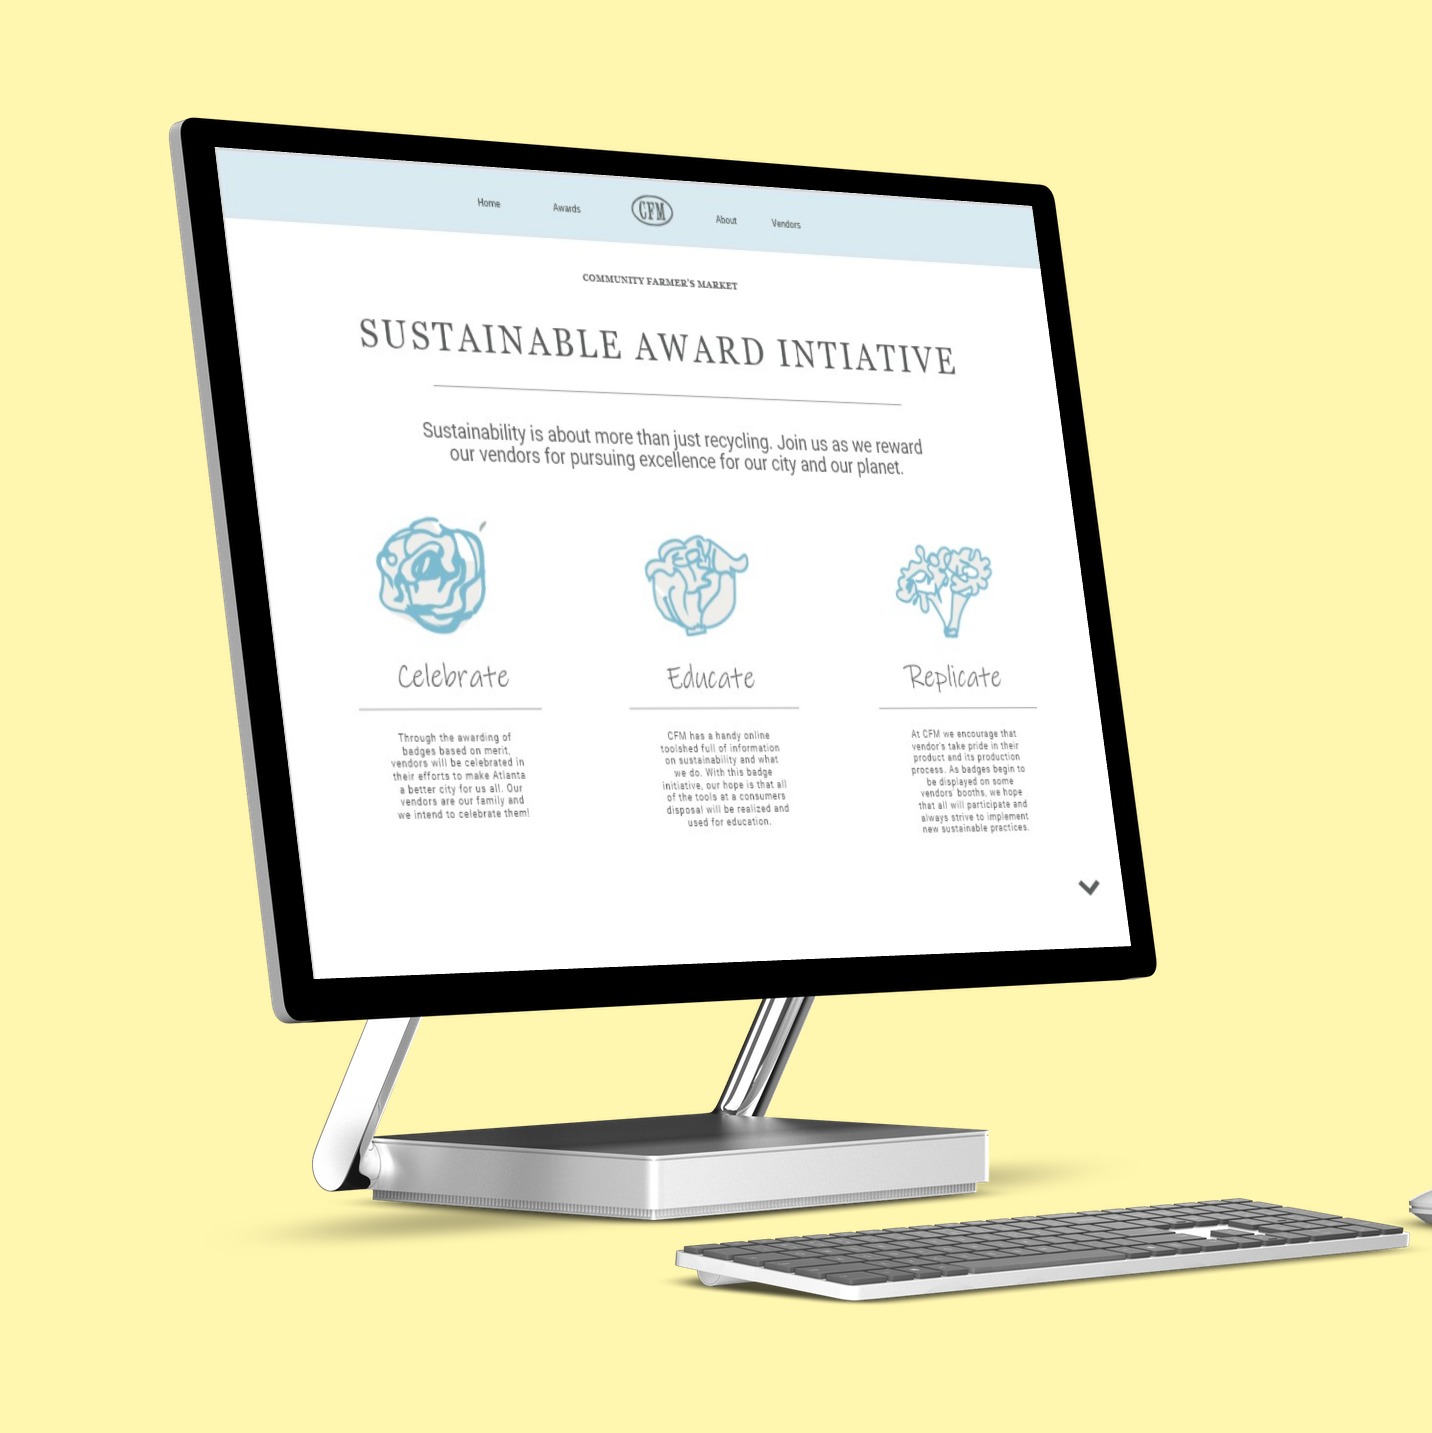 Home Awards CFM About Vendors
COMMUNITY FARMER'S MARKET
SUSTAINABLE AWARD INTIATIVE
Sustainability is about more than just recycling. Join us as we reward
our vendors for pursuing excellence for our city and our planet.
Celebrate
Through the awarding of
badges based on merit,
vendors will be celebrated in
their efforts to make Atlanta
a better city for us all. Our
vendors are our family and
we intend to celebrate them!
Educate
CFM has a handy online
toolshed full of information
on sustainability and what
we do. With this badge
initiative, our hope is that all
of the tools at a consumers
disposal will be realized and
used for education.
Replicate
At CFM we encourage that
vendor's take pride in their
product and its production
process. As badges begin to
be displayed on some
vendors' booths, we hope
that all will participate and
always strive to implement
new sustainable practices.